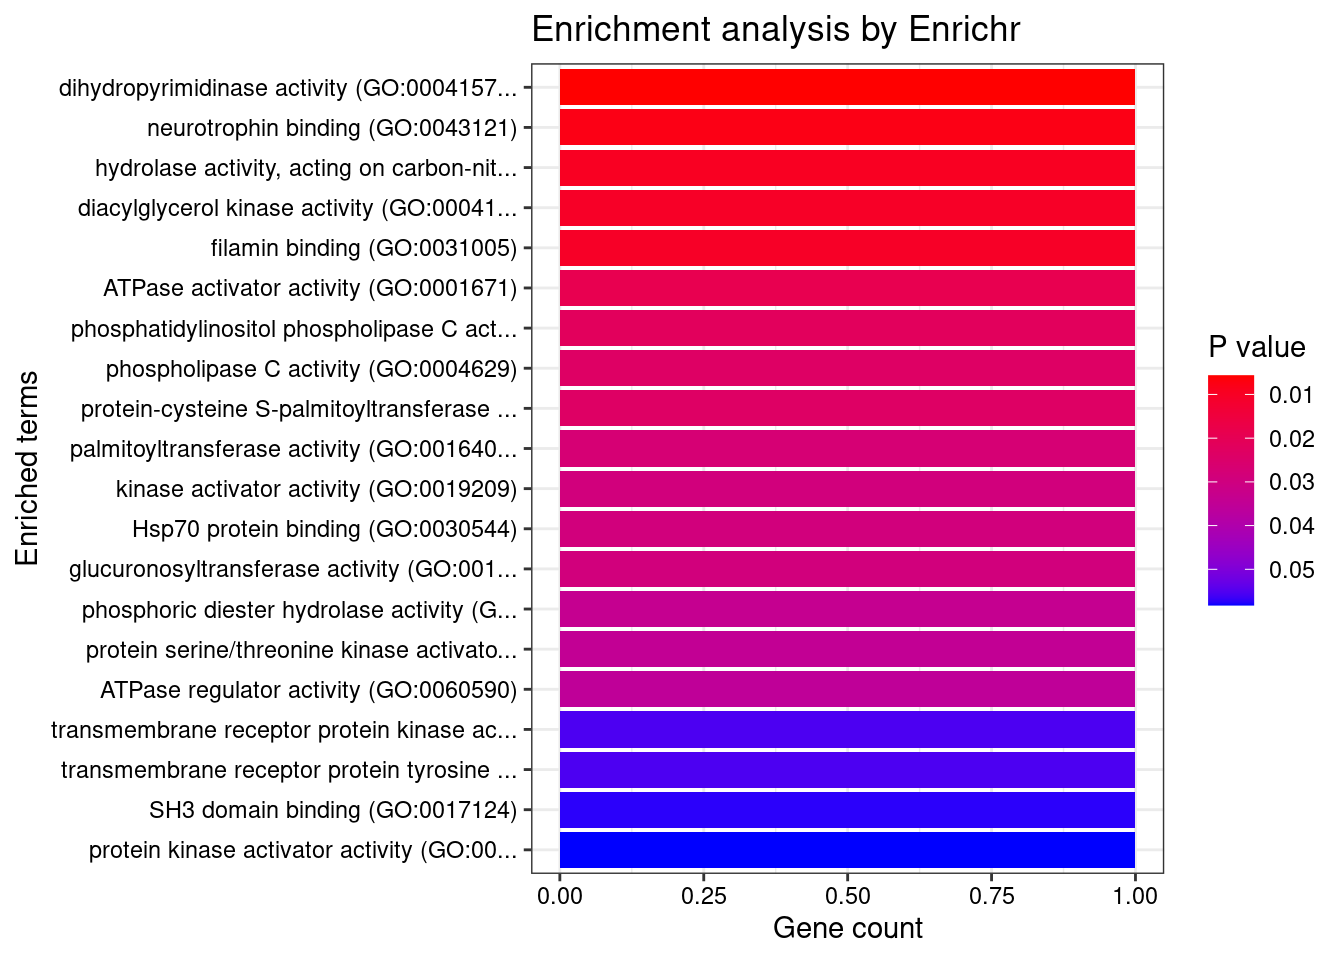 Enrichment analysis by Enrichr
dihydropyrimidinase activity (GO:0004157...
neurotrophin binding (GO:0043121)
hydrolase activity, acting on carbon-nit...
diacylglycerol kinase activity (GO:00041...
filamin binding (GO:0031005)
ATPase activator activity (GO:0001671)
phosphatidylinositol phospholipase C act...
phospholipase C activity (GO:0004629)
protein-cysteine S-palmitoyltransferase ...
palmitoyltransferase activity (GO:001640...
kinase activator activity (GO:0019209)
Hsp70 protein binding (GO:0030544)
glucuronosyltransferase activity (GO:001...
phosphoric diester hydrolase activity (G...
protein serine/threonine kinase activato...
ATPase regulator activity (GO:0060590)
transmembrane receptor protein kinase ac...
transmembrane receptor protein tyrosine ...
SH3 domain binding (GO:0017124)
protein kinase activator activity (GO:00...
Enriched terms
0.00 0.25 0.50 0.75 1.00
Gene count
P value
0.01
0.02
0.03
0.04
0.05